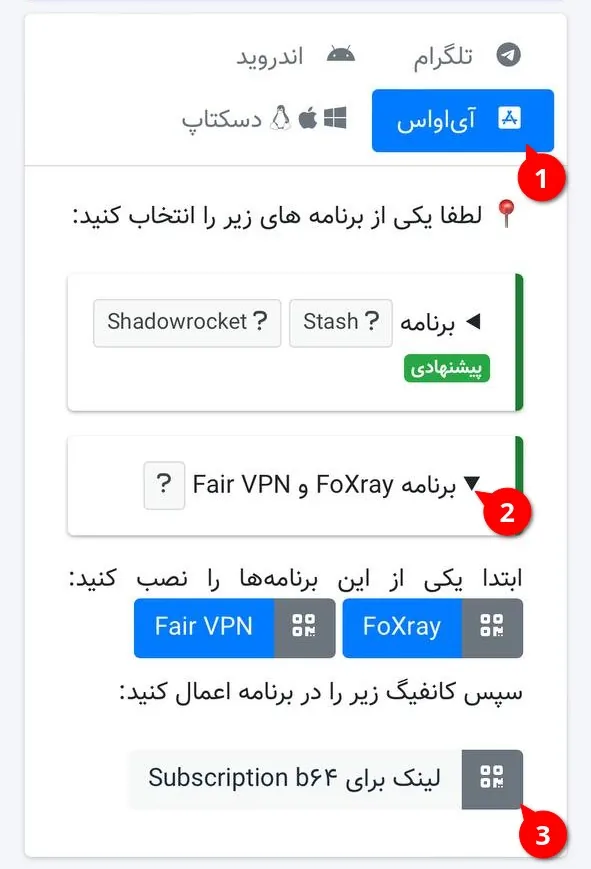 تلگرام اندروید
آی‌اواس دسکتاپ
1
لطفا یکی از برنامه های زیر را انتخاب کنید:
برنامه Stash ? Shadowrocket ?
پیشنهادی
برنامه FoXray و Fair VPN ?
2
ابتدا یکی از این برنامه‌ها را نصب کنید:
FoXray Fair VPN
سپس کانفیگ زیر را در برنامه اعمال کنید:
لینک برای Subscription b۶۴
3